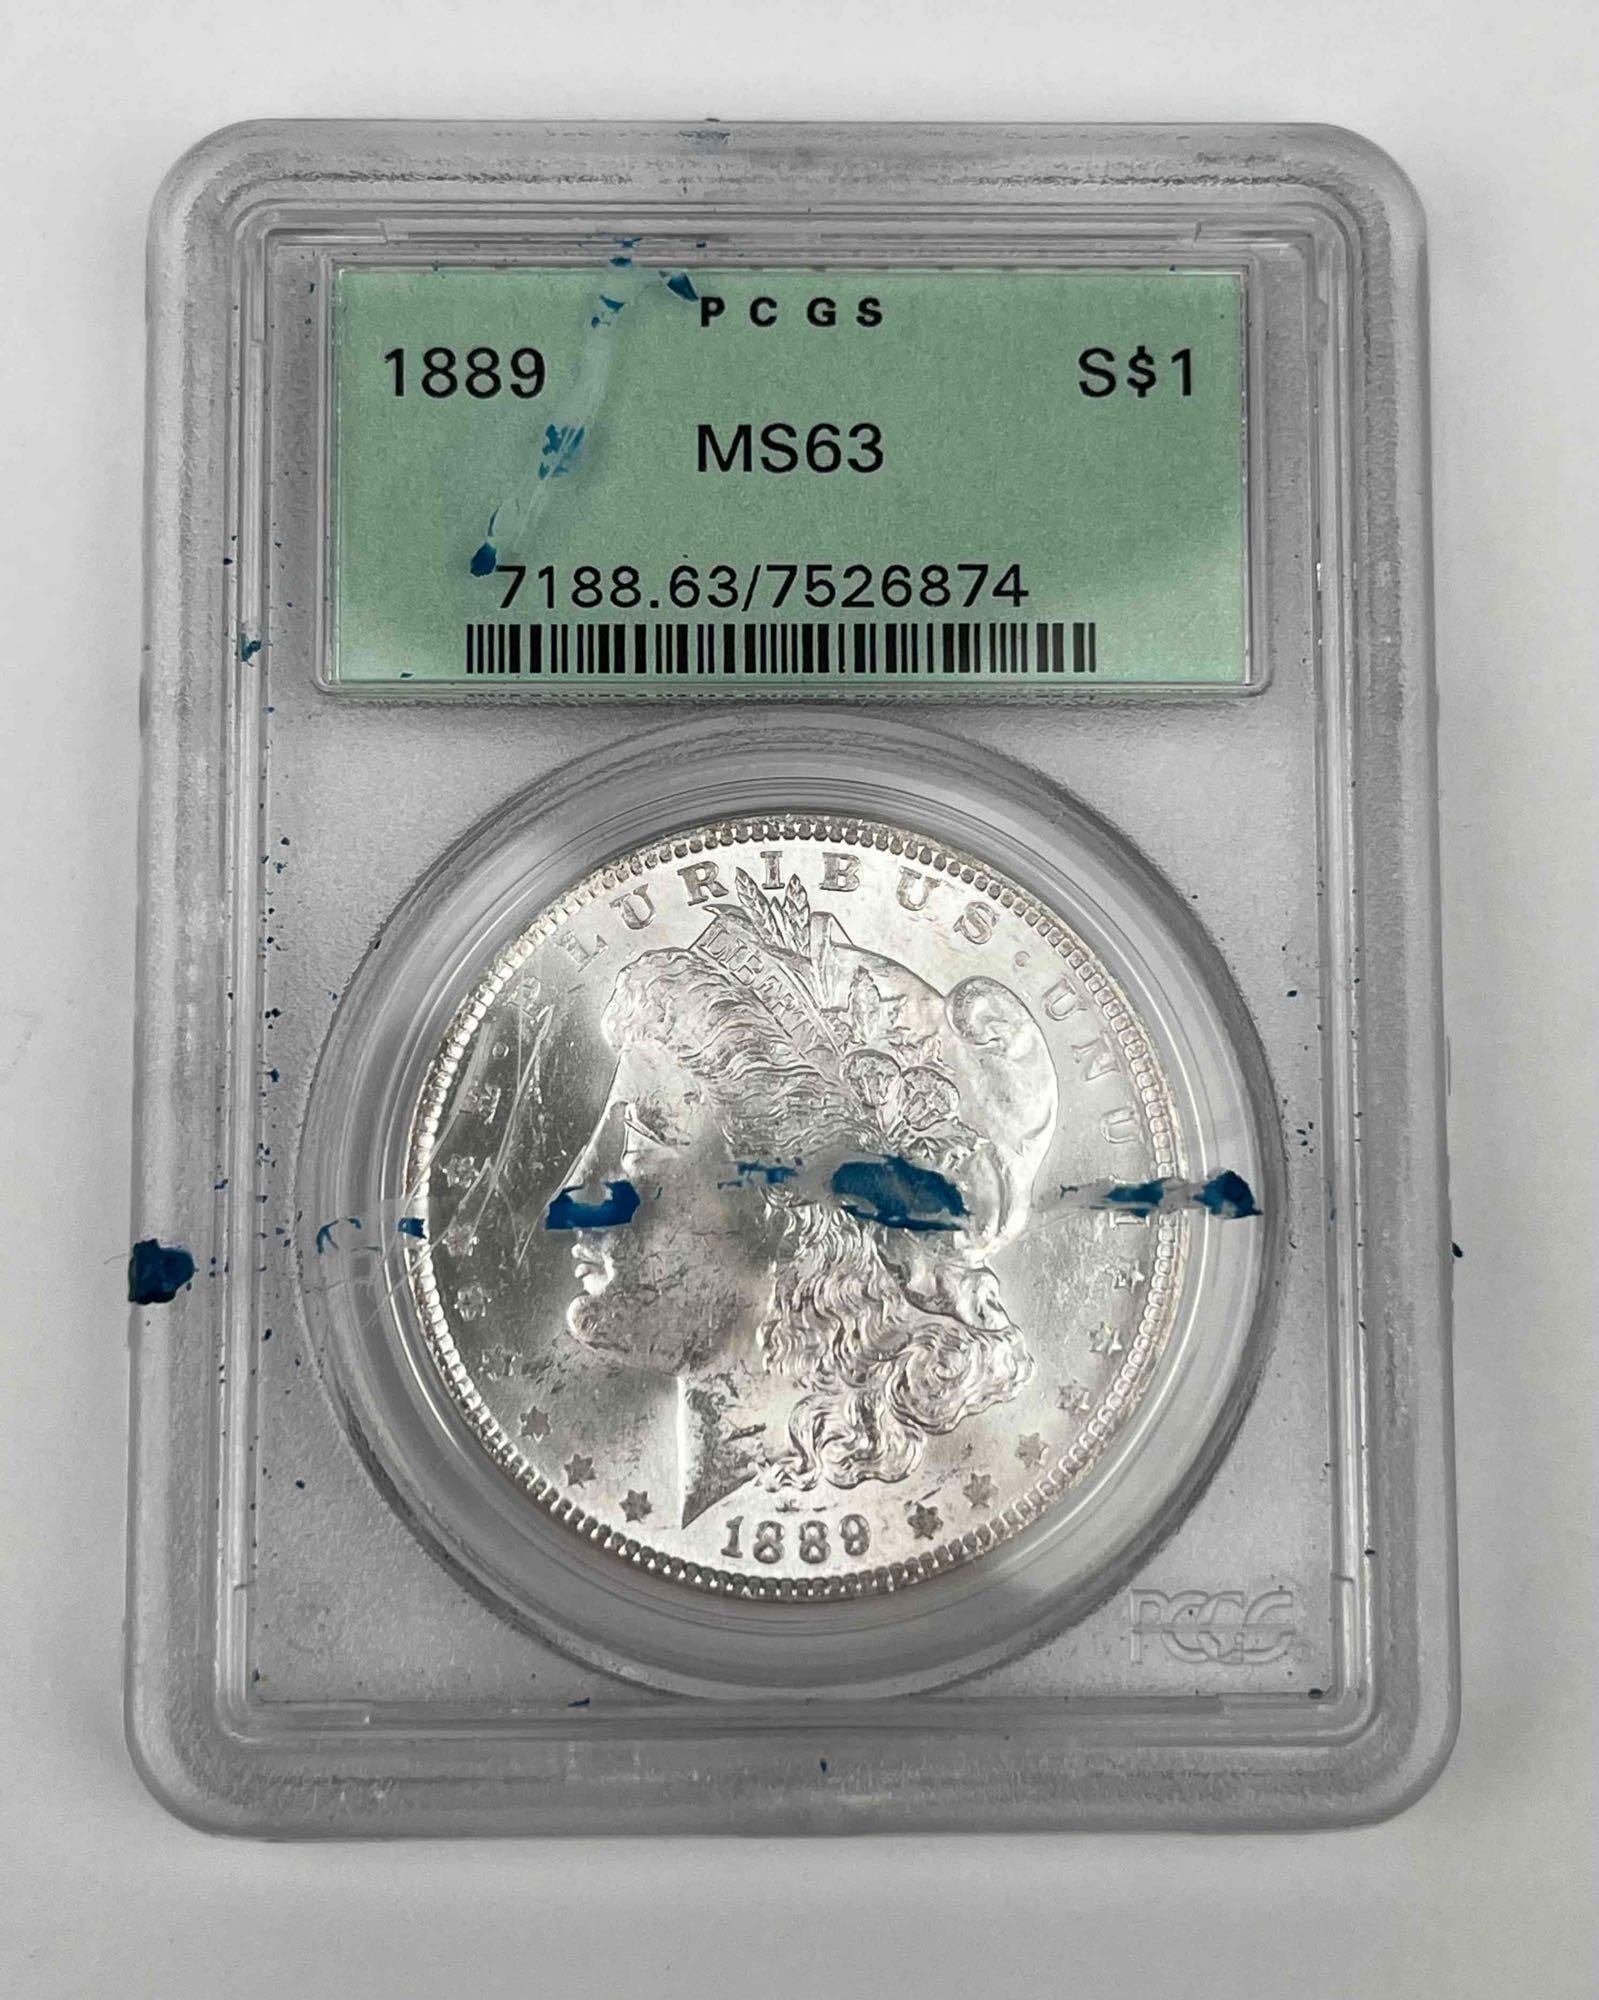 PCGS
1889 S$1
MS63
7188.63/7526874
E·PLURIBUS·UNUM
LIBERTY
1889
PCGS